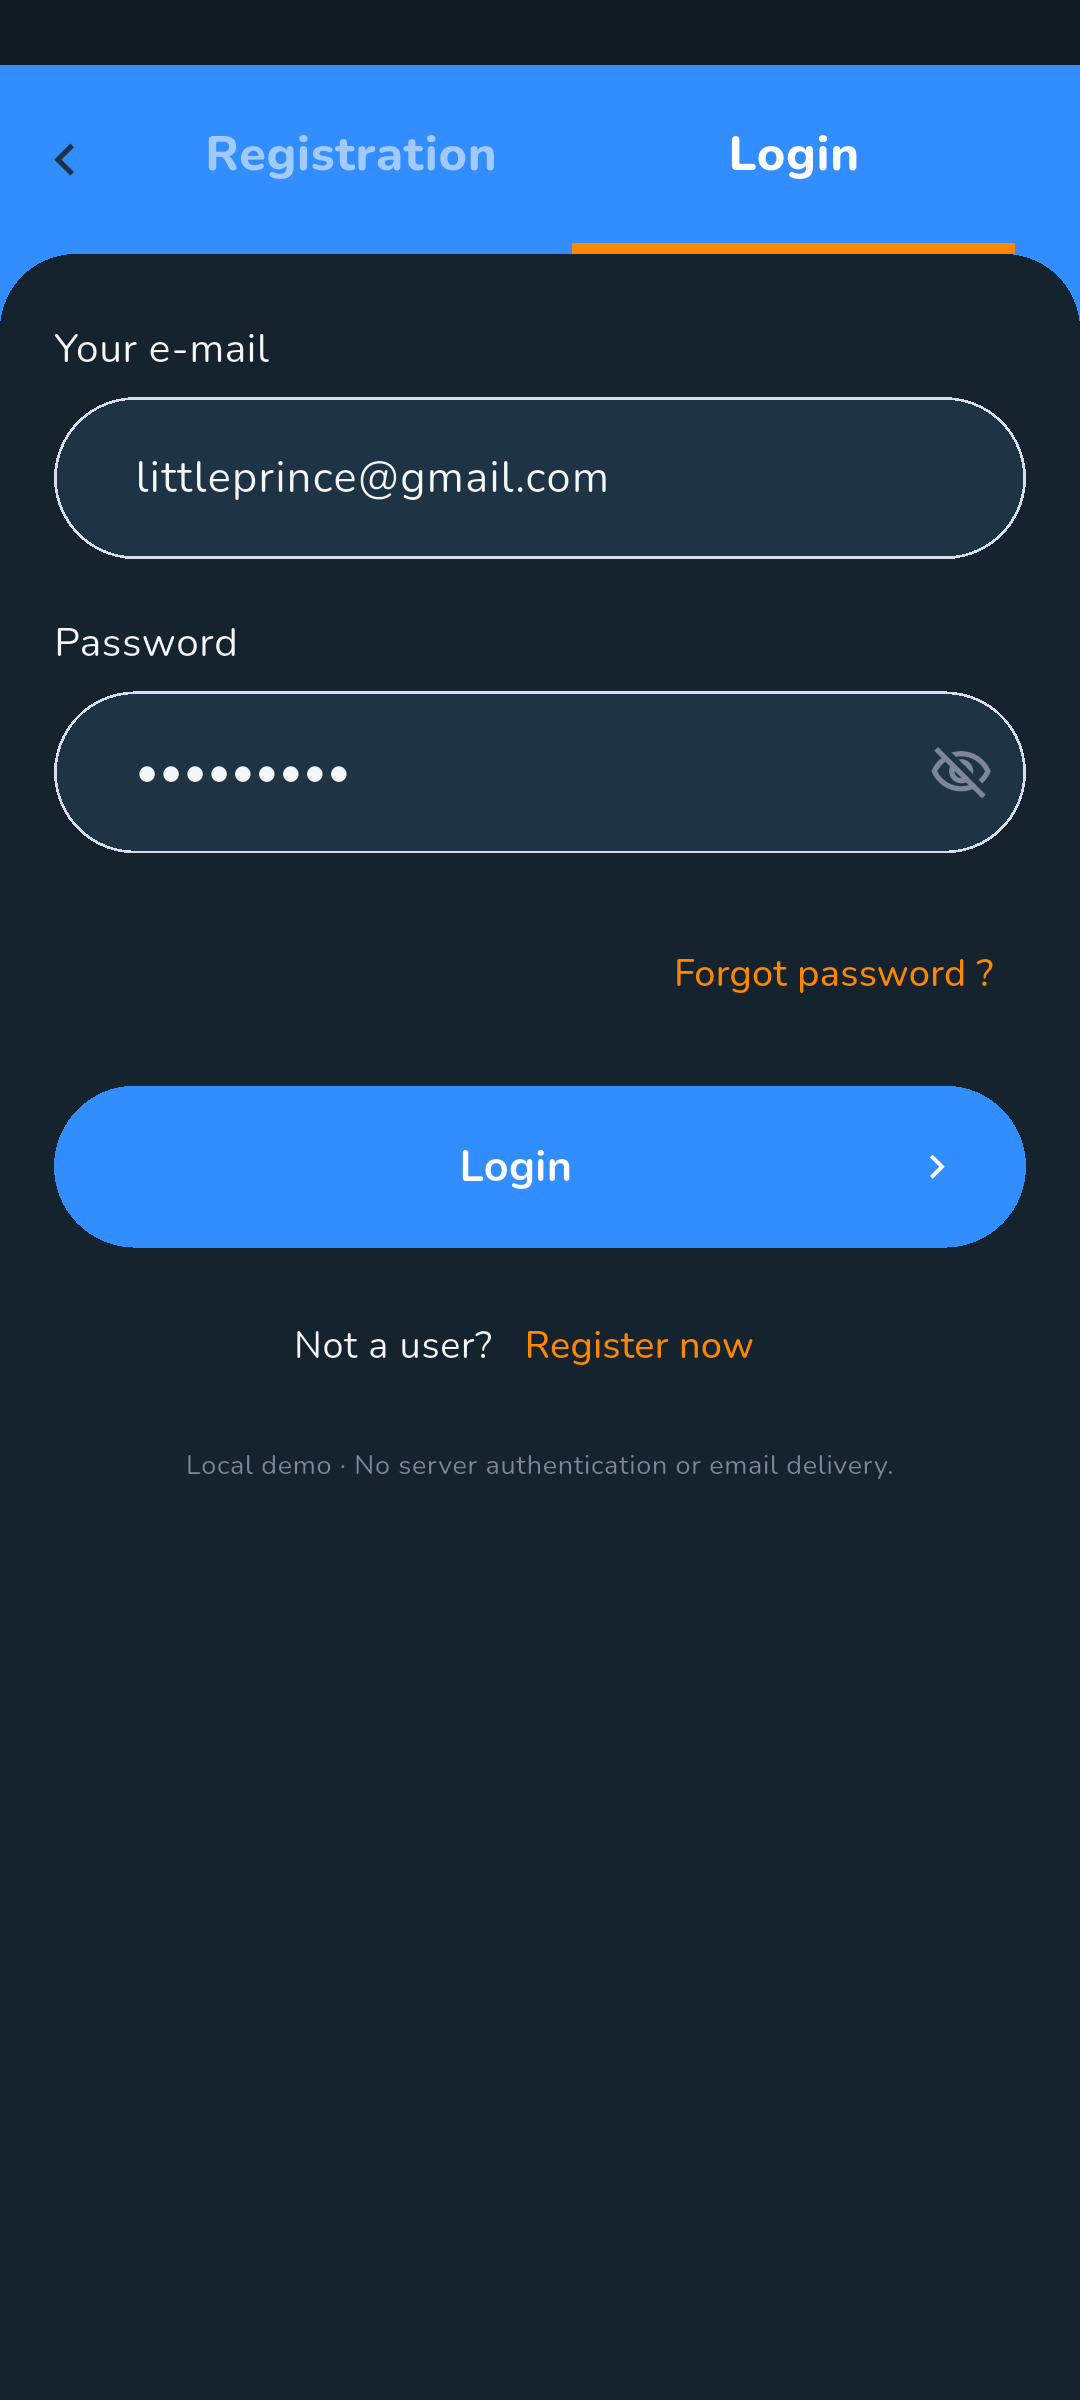 Registration Login
Your e-mail
littleprince@gmail.com
Password
•••••••••
Forgot password ?
Login
Not a user? Register now
Local demo · No server authentication or email delivery.